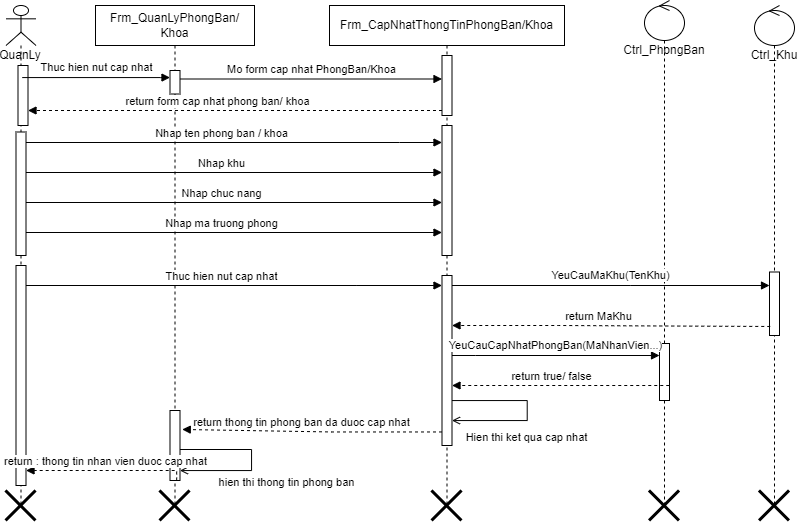 Frm_QuanLyPhongBan/
Khoa
Frm_CapNhatThongTinPhongBan/Khoa
QuanLy
Ctrl_PhongBan
Ctrl_Khu
Thuc hien nut cap nhat
Mo form cap nhat PhongBan/Khoa
return form cap nhat phong ban/ khoa
Nhap ten phong ban / khoa
Nhap khu
Nhap chuc nang
Nhap ma truong phong
Thuc hien nut cap nhat
YeuCauMaKhu(TenKhu)
return MaKhu
YeuCauCapNhatPhongBan(MaNhanVien...)
return true/ false
return thong tin phong ban da duoc cap nhat
Hien thi ket qua cap nhat
return : thong tin nhan vien duoc cap nhat
hien thi thong tin phong ban